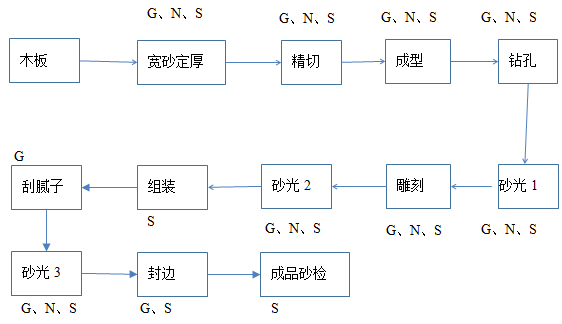 G、N、S
G、N、S
G、N、S
G、N、S
木板
宽砂定厚
精切
成型
钻孔
G
刮腻子
组装
砂光 2
雕刻
砂光 1
S
G、N、S
G、N、S
G、N、S
砂光 3
封边
成品砂检
G、N、S
G、S
S